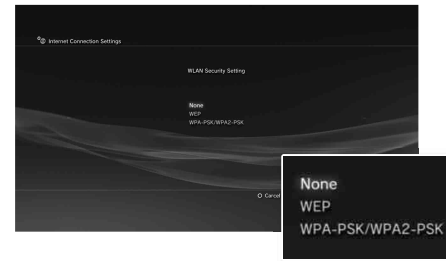 Internet Connection Settings
WLAN Security Setting
None
WEP
WPA-PSK/WPA2-PSK
Cancel
None
WEP
WPA-PSK/WPA2-PSK